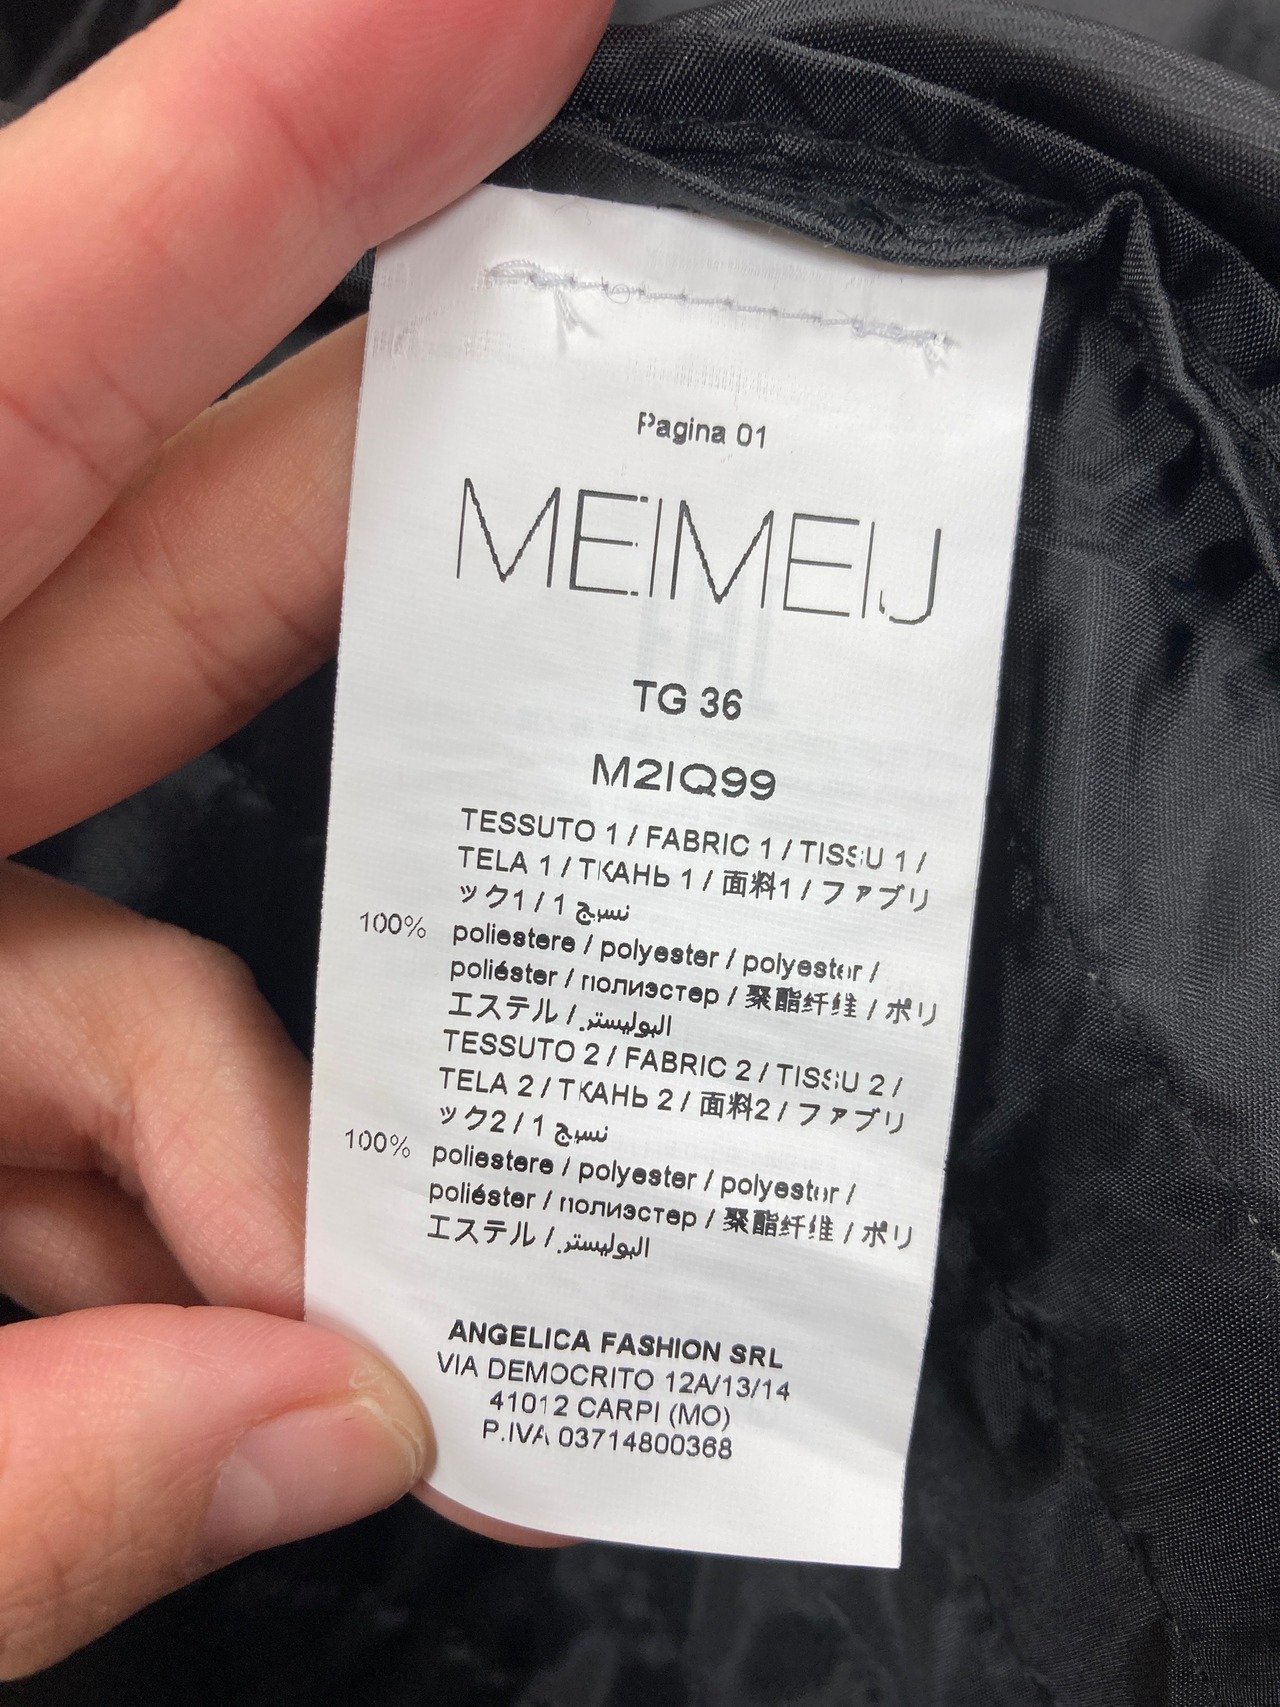 Pagina 01
MEIMEIJ
TG 36
M2IQ99
TESSUTO 1 / FABRIC 1 / TISSU 1 /
TELA 1 / ТКАНЬ 1 / 面料1 / ファブリ
ック1 / 1 نسيج
100% poliestere / polyester / polyester /
poliéster / полиэстер / 聚酯纤维 / ポリ
エステル / البوليستر.
TESSUTO 2 / FABRIC 2 / TISSU 2 /
TELA 2 / ТКАНЬ 2 / 面料2 / ファブリ
ック2 / 1 نسيج
100% poliestere / polyester / polyester /
poliéster / полиэстер / 聚酯纤维 / ポリ
エステル / البوليستر.
ANGELICA FASHION SRL
VIA DEMOCRITO 12A/13/14
41012 CARPI (MO)
P.IVA 03714800368